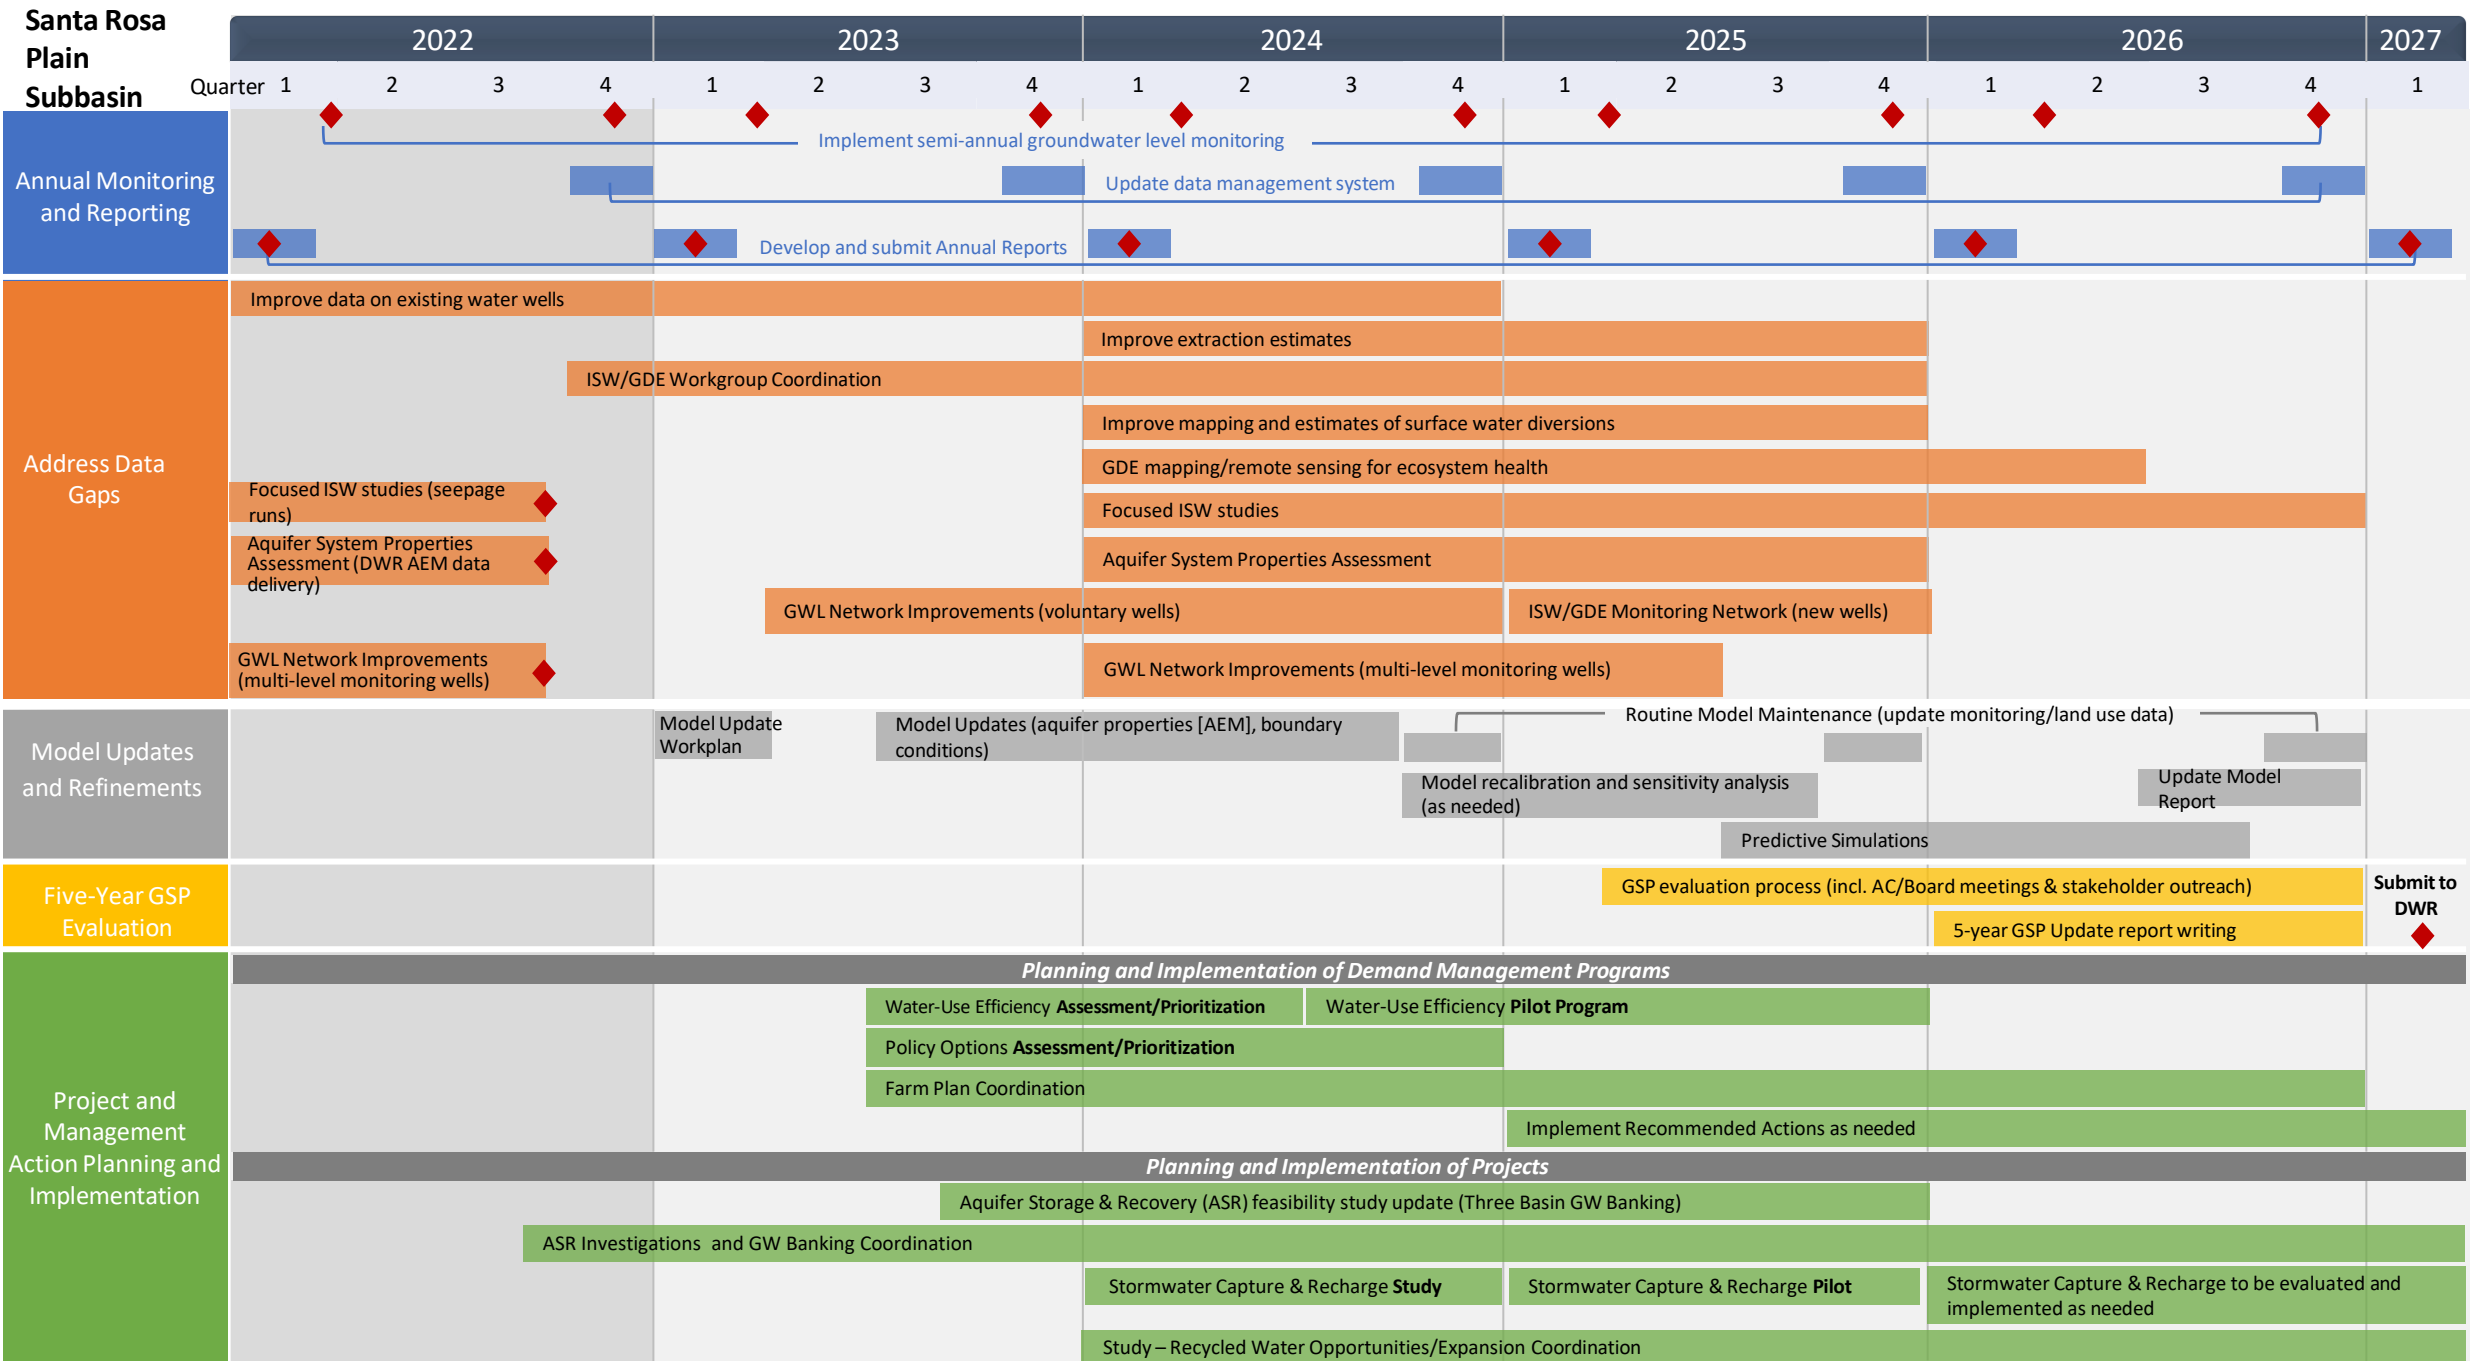 Santa Rosa
Plain
Subbasin
2022
2023
2024
2025
2026
2027
Quarter 1 2 3 4 1 2 3 4 1 2 3 4 1 2 3 4 1 2 3 4 1
Annual Monitoring
and Reporting
Implement semi-annual groundwater level monitoring
Update data management system
Develop and submit Annual Reports
Address Data
Gaps
Improve data on existing water wells
Improve extraction estimates
ISW/GDE Workgroup Coordination
Improve mapping and estimates of surface water diversions
GDE mapping/remote sensing for ecosystem health
Focused ISW studies (seepage
runs)
Focused ISW studies
Aquifer System Properties
Assessment (DWR AEM data
delivery)
Aquifer System Properties Assessment
GWL Network Improvements (voluntary wells)
ISW/GDE Monitoring Network (new wells)
GWL Network Improvements
(multi-level monitoring wells)
GWL Network Improvements (multi-level monitoring wells)
Model Updates
and Refinements
Model Update
Workplan
Model Updates (aquifer properties [AEM], boundary
conditions)
Routine Model Maintenance (update monitoring/land use data)
Model recalibration and sensitivity analysis
(as needed)
Update Model
Report
Predictive Simulations
Five-Year GSP
Evaluation
GSP evaluation process (incl. AC/Board meetings & stakeholder outreach)
5-year GSP Update report writing
Submit to
DWR
Project and
Management
Action Planning and
Implementation
Planning and Implementation of Demand Management Programs
Water-Use Efficiency Assessment/Prioritization
Water-Use Efficiency Pilot Program
Policy Options Assessment/Prioritization
Farm Plan Coordination
Implement Recommended Actions as needed
Planning and Implementation of Projects
Aquifer Storage & Recovery (ASR) feasibility study update (Three Basin GW Banking)
ASR Investigations and GW Banking Coordination
Stormwater Capture & Recharge Study
Stormwater Capture & Recharge Pilot
Stormwater Capture & Recharge to be evaluated and
implemented as needed
Study – Recycled Water Opportunities/Expansion Coordination